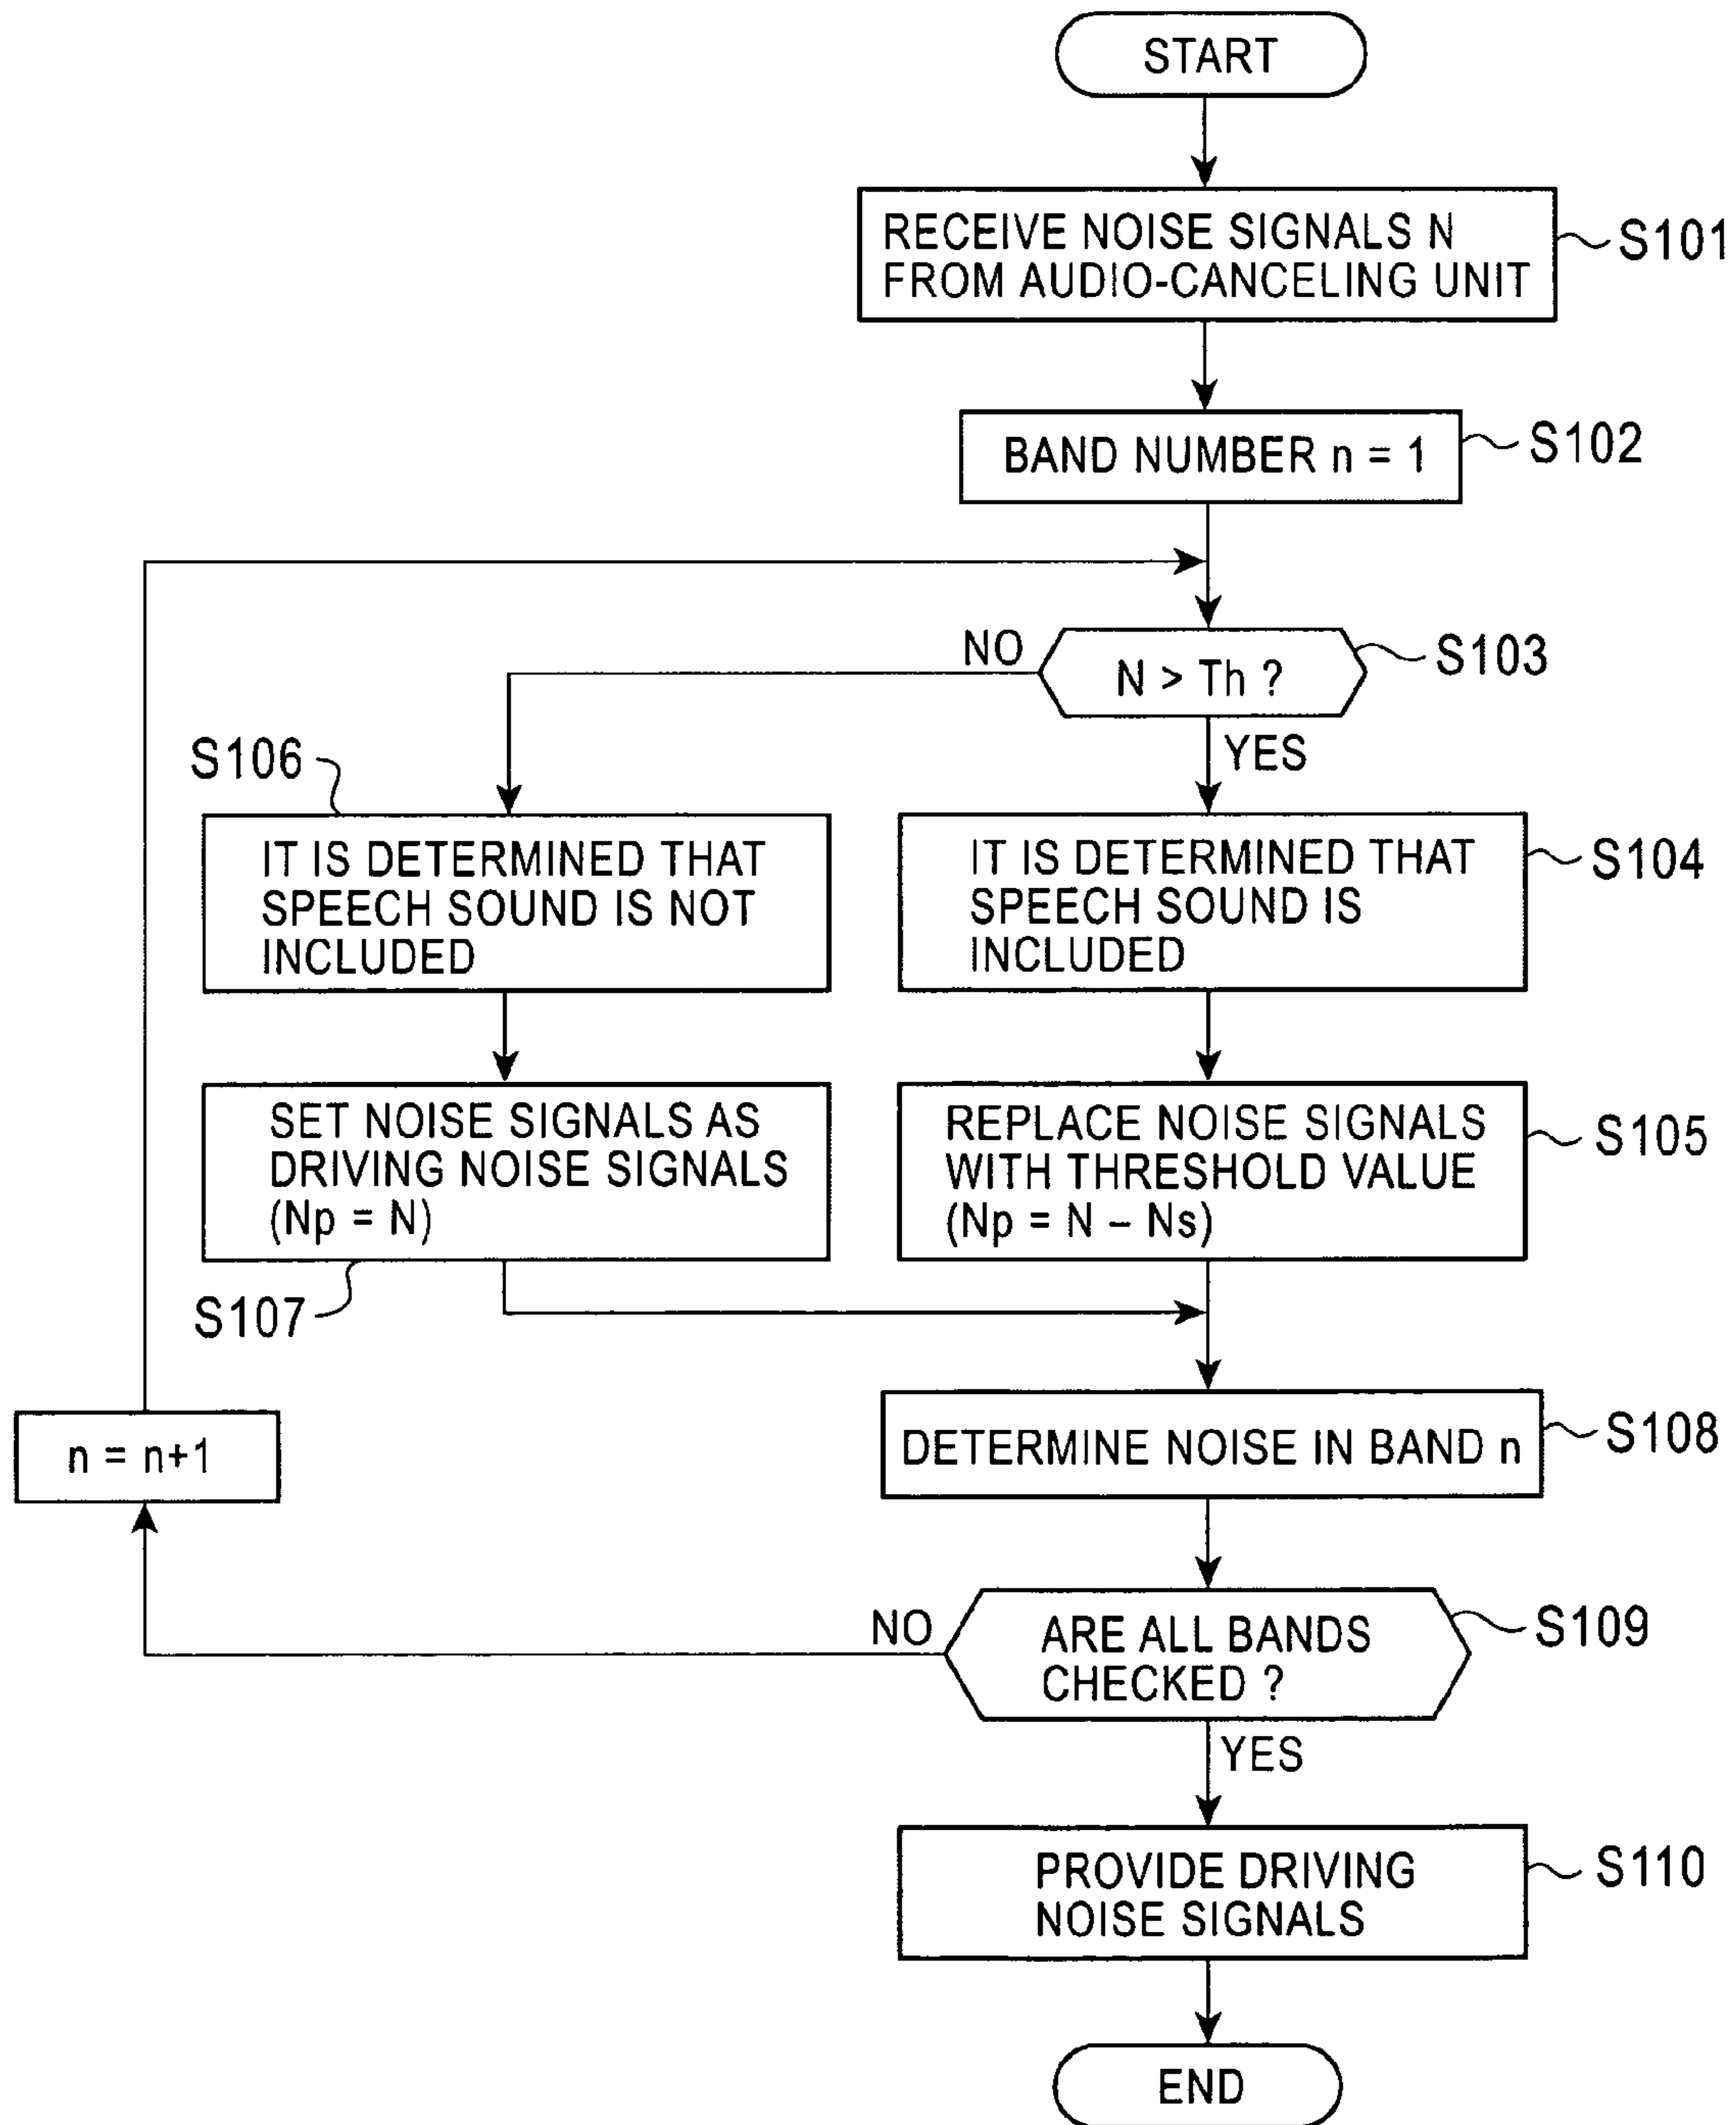 START
RECEIVE NOISE SIGNALS N
FROM AUDIO-CANCELING UNIT
S101
BAND NUMBER n = 1
S102
N > Th ?
S103
NO
YES
S106
IT IS DETERMINED THAT
SPEECH SOUND IS NOT
INCLUDED
IT IS DETERMINED THAT
SPEECH SOUND IS
INCLUDED
S104
SET NOISE SIGNALS AS
DRIVING NOISE SIGNALS
(Np = N)
S107
REPLACE NOISE SIGNALS
WITH THRESHOLD VALUE
(Np = N – Ns)
S105
n = n+1
DETERMINE NOISE IN BAND n
S108
NO
ARE ALL BANDS
CHECKED ?
S109
YES
PROVIDE DRIVING
NOISE SIGNALS
S110
END